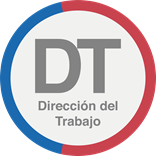 DT
Dirección del
Trabajo